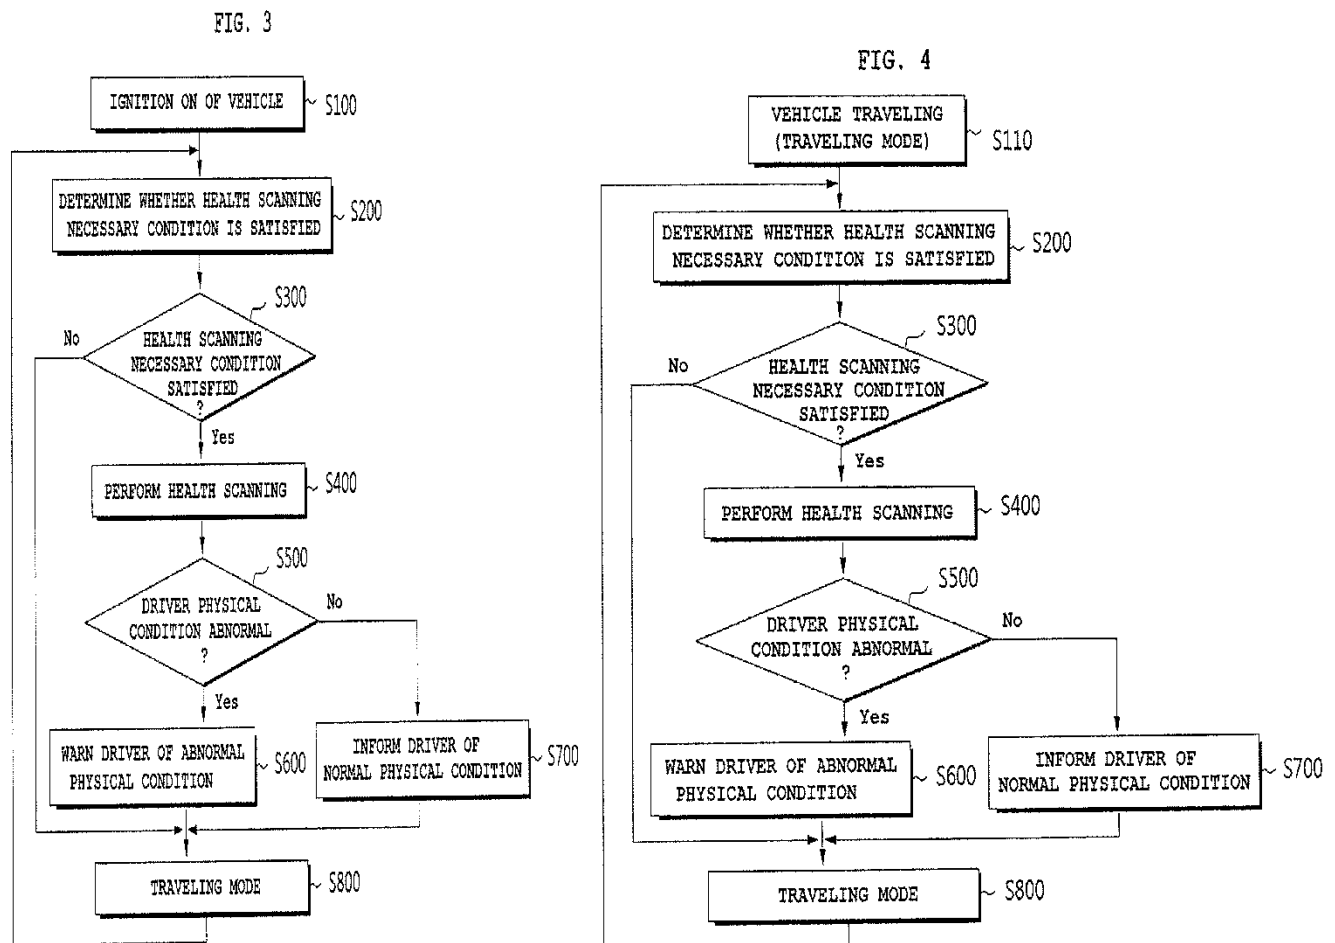 FIG. 3
IGNITION ON OF VEHICLE
S100
DETERMINE WHETHER HEALTH SCANNING
NECESSARY CONDITION IS SATISFIED
S200
S300
No
HEALTH SCANNING
NECESSARY CONDITION
SATISFIED
?
Yes
PERFORM HEALTH SCANNING
S400
S500
DRIVER PHYSICAL
CONDITION ABNORMAL
?
No
Yes
WARN DRIVER OF ABNORMAL
PHYSICAL CONDITION
S600
INFORM DRIVER OF
NORMAL PHYSICAL CONDITION
S700
TRAVELING MODE
S800
FIG. 4
VEHICLE TRAVELING
(TRAVELING MODE)
S110
DETERMINE WHETHER HEALTH SCANNING
NECESSARY CONDITION IS SATISFIED
S200
S300
No
HEALTH SCANNING
NECESSARY CONDITION
SATISFIED
?
Yes
PERFORM HEALTH SCANNING
S400
S500
DRIVER PHYSICAL
CONDITION ABNORMAL
?
No
Yes
WARN DRIVER OF ABNORMAL
PHYSICAL CONDITION
S600
INFORM DRIVER OF
NORMAL PHYSICAL CONDITION
S700
TRAVELING MODE
S800